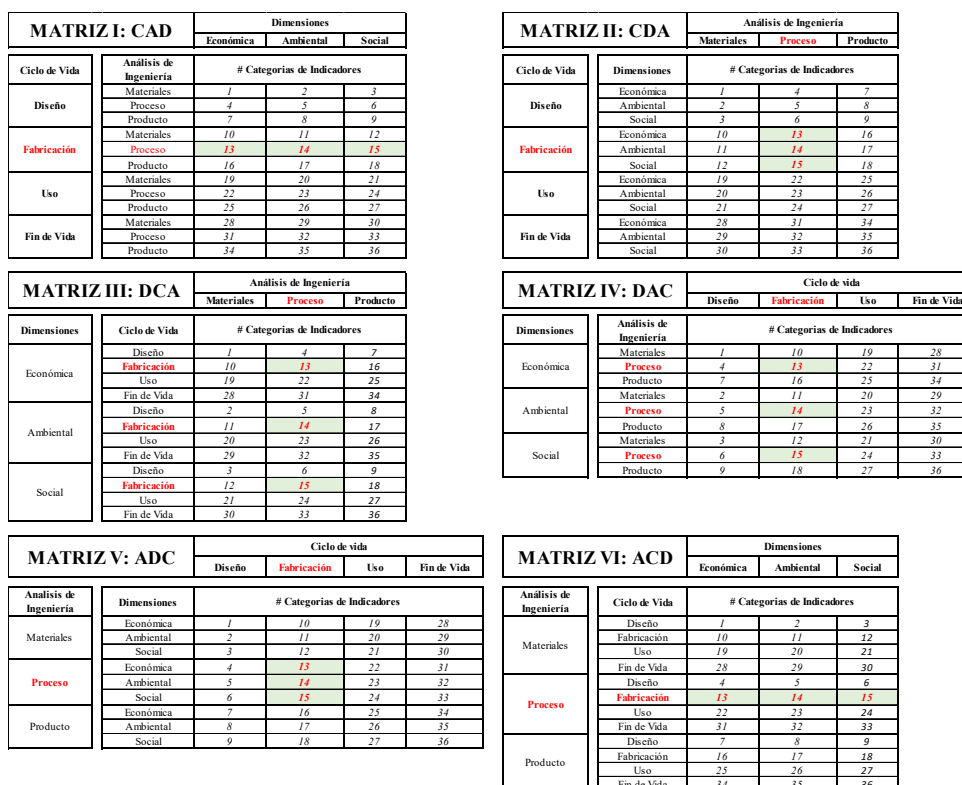 MATRIZ I: CAD
Dimensiones
Económica Ambiental Social
Ciclo de Vida Análisis de Ingeniería # Categorias de Indicadores
Diseño
Materiales 1 2 3
Proceso 4 5 6
Producto 7 8 9
Fabricación
Materiales 10 11 12
Proceso 13 14 15
Producto 16 17 18
Uso
Materiales 19 20 21
Proceso 22 23 24
Producto 25 26 27
Fin de Vida
Materiales 28 29 30
Proceso 31 32 33
Producto 34 35 36
MATRIZ II: CDA
Análisis de Ingeniería
Materiales Proceso Producto
Ciclo de Vida Dimensiones # Categorias de Indicadores
Diseño
Económica 1 4 7
Ambiental 2 5 8
Social 3 6 9
Fabricación
Económica 10 13 16
Ambiental 11 14 17
Social 12 15 18
Uso
Económica 19 22 25
Ambiental 20 23 26
Social 21 24 27
Fin de Vida
Económica 28 31 34
Ambiental 29 32 35
Social 30 33 36
MATRIZ III: DCA
Análisis de Ingeniería
Materiales Proceso Producto
Dimensiones Ciclo de Vida # Categorias de Indicadores
Económica
Diseño 1 4 7
Fabricación 10 13 16
Uso 19 22 25
Fin de Vida 28 31 34
Ambiental
Diseño 2 5 8
Fabricación 11 14 17
Uso 20 23 26
Fin de Vida 29 32 35
Social
Diseño 3 6 9
Fabricación 12 15 18
Uso 21 24 27
Fin de Vida 30 33 36
MATRIZ IV: DAC
Ciclo de vida
Diseño Fabricación Uso Fin de Vida
Dimensiones Análisis de Ingeniería # Categorias de Indicadores
Económica
Materiales 1 10 19 28
Proceso 4 13 22 31
Producto 7 16 25 34
Ambiental
Materiales 2 11 20 29
Proceso 5 14 23 32
Producto 8 17 26 35
Social
Materiales 3 12 21 30
Proceso 6 15 24 33
Producto 9 18 27 36
MATRIZ V: ADC
Ciclo de vida
Diseño Fabricación Uso Fin de Vida
Analisis de Ingeniería Dimensiones # Categorias de Indicadores
Materiales
Económica 1 10 19 28
Ambiental 2 11 20 29
Social 3 12 21 30
Proceso
Económica 4 13 22 31
Ambiental 5 14 23 32
Social 6 15 24 33
Producto
Económica 7 16 25 34
Ambiental 8 17 26 35
Social 9 18 27 36
MATRIZ VI: ACD
Dimensiones
Económica Ambiental Social
Análisis de Ingeniería Ciclo de Vida # Categorias de Indicadores
Materiales
Diseño 1 2 3
Fabricación 10 11 12
Uso 19 20 21
Fin de Vida 28 29 30
Proceso
Diseño 4 5 6
Fabricación 13 14 15
Uso 22 23 24
Fin de Vida 31 32 33
Producto
Diseño 7 8 9
Fabricación 16 17 18
Uso 25 26 27
Fin de Vida 34 35 36